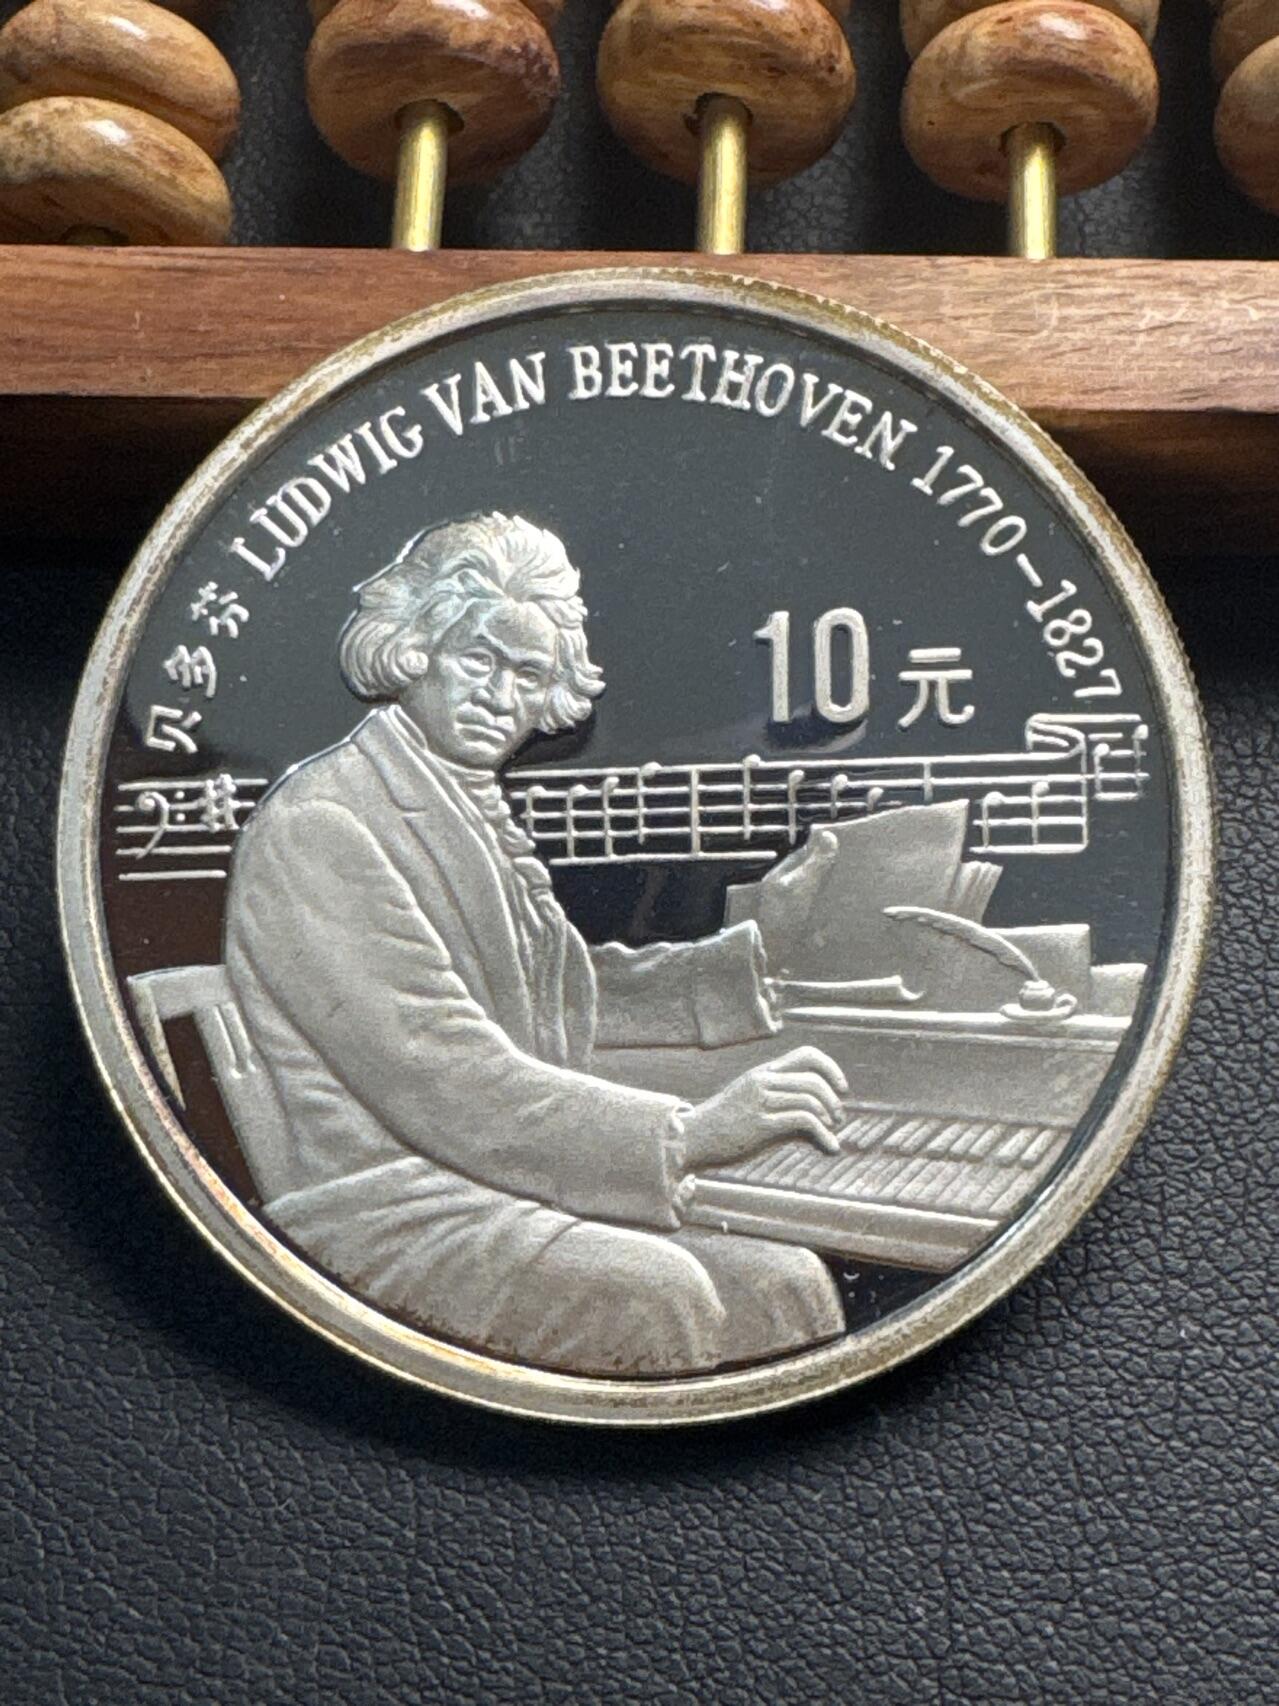 贝多芬 LUDWIG VAN BEETHOVEN 1770-1827
10元